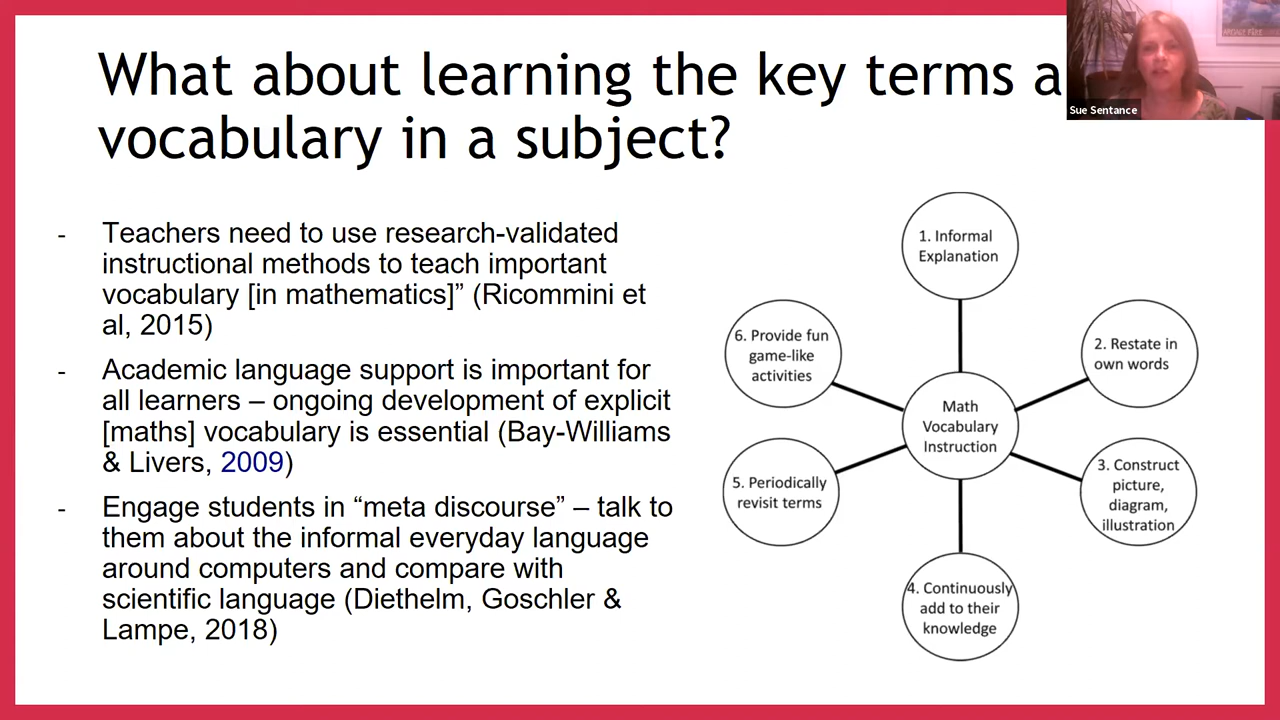 What about learning the key terms a
vocabulary in a subject?
Sue Sentance
- Teachers need to use research-validated
instructional methods to teach important
vocabulary [in mathematics]” (Ricommini et
al, 2015)
- Academic language support is important for
all learners – ongoing development of explicit
[maths] vocabulary is essential (Bay-Williams
& Livers, 2009)
- Engage students in “meta discourse” – talk to
them about the informal everyday language
around computers and compare with
scientific language (Diethelm, Goschler &
Lampe, 2018)
1. Informal
Explanation
2. Restate in
own words
3. Construct
picture,
diagram,
illustration
4. Continuously
add to their
knowledge
5. Periodically
revisit terms
6. Provide fun
game-like
activities
Math
Vocabulary
Instruction